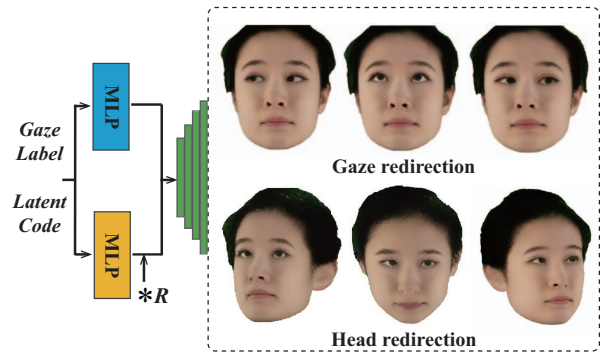 MLP
Gaze
Label
Latent
Code
MLP
*R
Gaze redirection
Head redirection